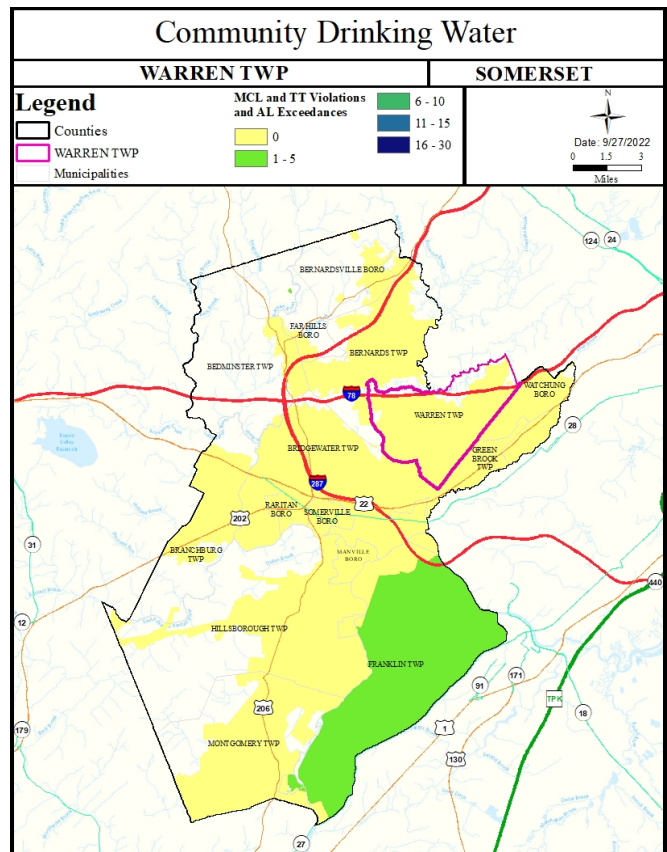 Community Drinking Water
WARREN TWP
SOMERSET
Legend
Counties
WARREN TWP
Municipalities
MCL and TT Violations
and AL Exceedances
0
1 - 5
6 - 10
11 - 15
16 - 30
N
Date: 9/27/2022
0 1.5 3
Miles
124
24
BERNARDSVILLE BORO
FAR HILLS
BORO
BERNARDS TWP
BEDMINSTER TWP
78
WATCHUNG
BORO
WARREN TWP
28
BRIDGEWATER TWP
GREEN
BROOK
TWP
287
22
RARITAN
BORO
SOMERVILLE
BORO
202
31
BRANCHBURG
TWP
MANVILLE
BORO
440
12
HILLSBOROUGH TWP
FRANKLIN TWP
171
91
TPK
206
18
179
1
MONTGOMERY TWP
130
27